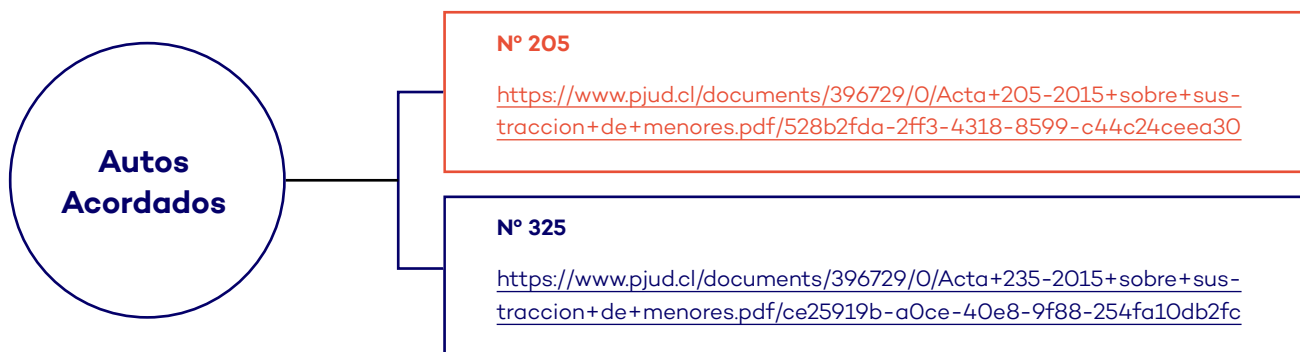 Autos
Acordados
Nº 205
https://www.pjud.cl/documents/396729/0/Acta+205-2015+sobre+sus-
traccion+de+menores.pdf/528b2fda-2ff3-4318-8599-c44c24ceea30
Nº 325
https://www.pjud.cl/documents/396729/0/Acta+235-2015+sobre+sus-
traccion+de+menores.pdf/ce25919b-a0ce-40e8-9f88-254fa10db2fc